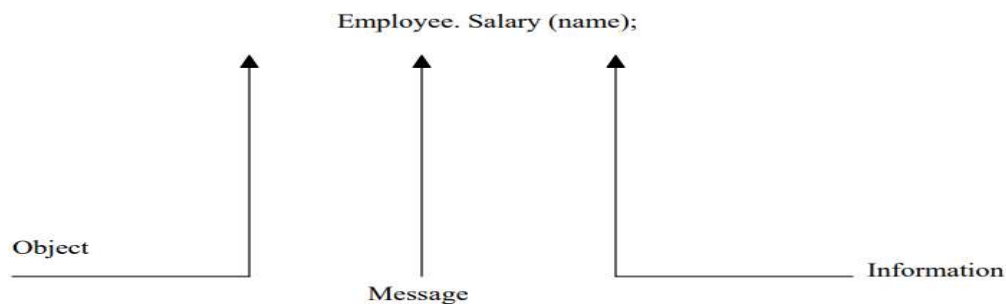 Employee. Salary (name);
Object
Information
Message